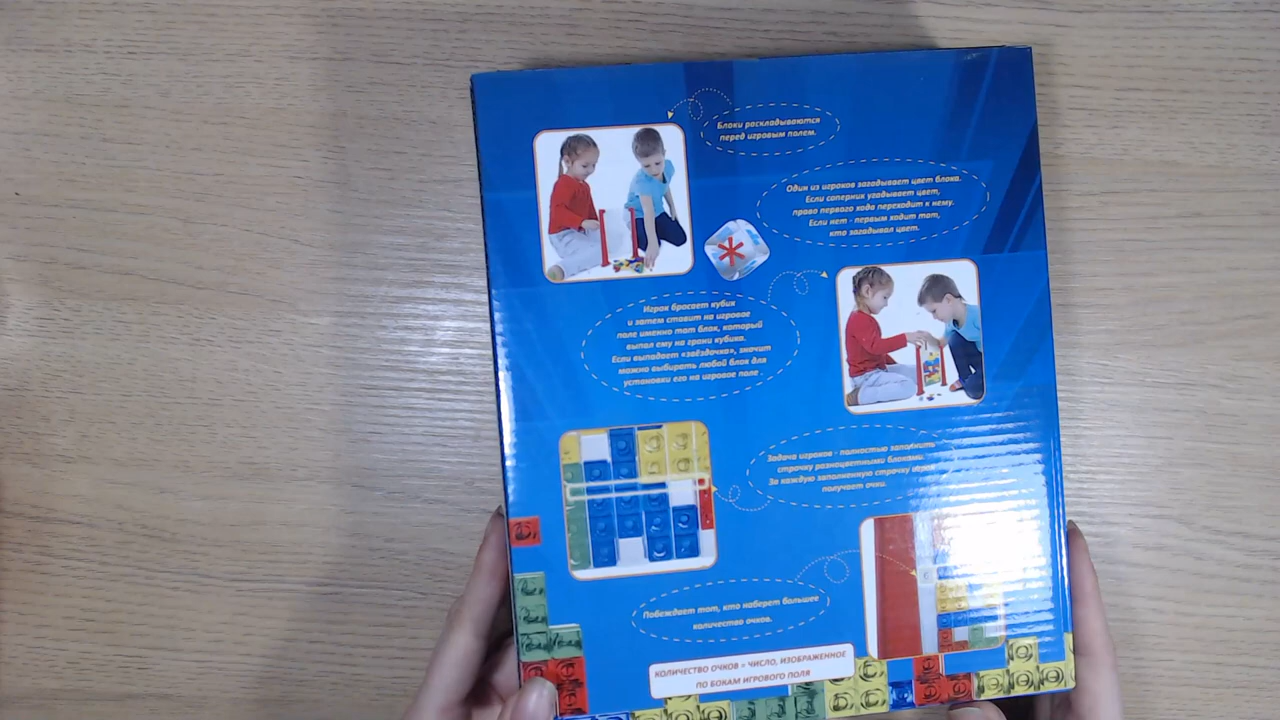 Блоки раскладываются
перед игровым полем.
Один из игроков загадывает цвет блока.
Если соперник угадывает цвет,
право первого хода переходит к нему.
Если нет - первым ходит тот,
кто загадывал цвет.
Игрок бросает кубик
и затем ставит на игровое
поле именно тот блок, который
выпал ему на грани кубика.
Если выпадает «звёздочка», значит
можно выбирать любой блок для
установки его на игровое поле .
Задача игроков - полностью заполнить
строчку разноцветными блоками.
За каждую заполненную строчку игрок
получает очки.
Побеждает тот, кто наберет большее
количество очков.
КОЛИЧЕСТВО ОЧКОВ = ЧИСЛО, ИЗОБРАЖЕННОЕ
ПО БОКАМ ИГРОВОГО ПОЛЯ